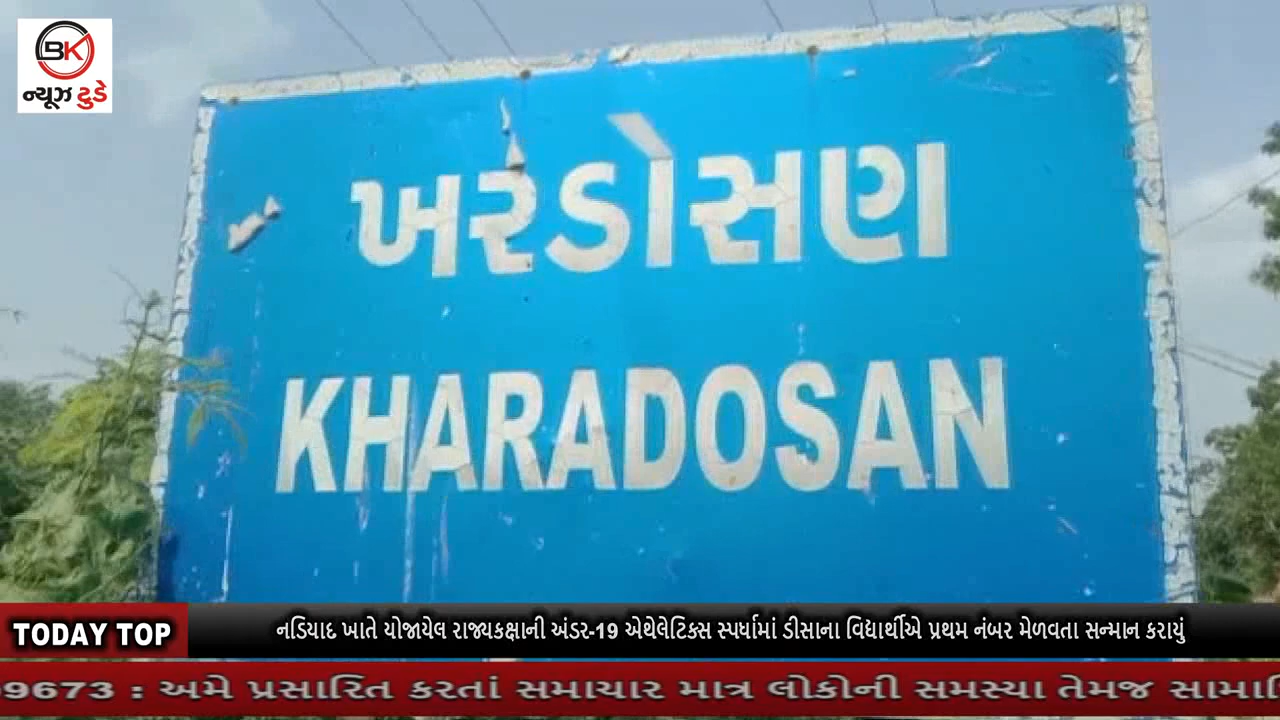 BK
ન્યૂઝ ટુડે
ખરડોસણ
KHARADOSAN
TODAY TOP
નડિયાદ ખાતે યોજાયેલ રાજ્યકક્ષાની અંડર-19 એથેલેટિક્સ સ્પર્ધામાં ડીસાના વિદ્યાર્થીએ પ્રથમ નંબર મેળવતા સન્માન કરાયું
9673 : અમે પ્રસારિત કરતાં સમાચાર માત્ર લોકોની સમસ્યા તેમજ